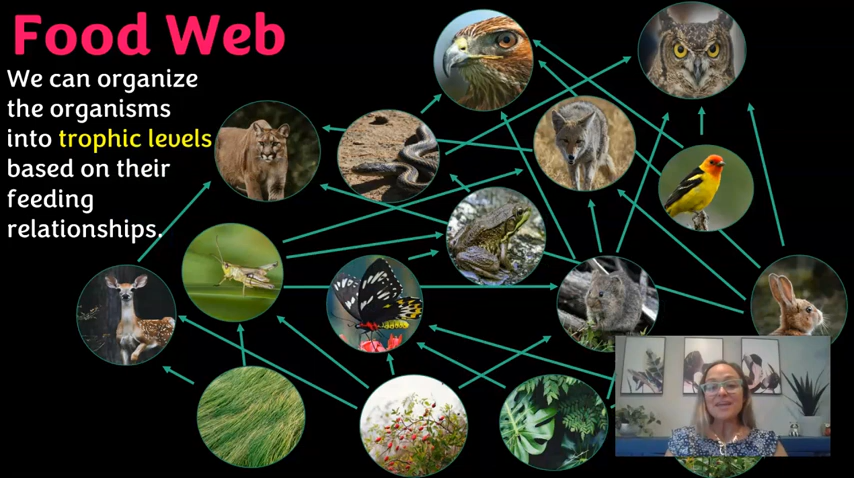 Food Web
We can organize
the organisms
into trophic levels
based on their
feeding
relationships.